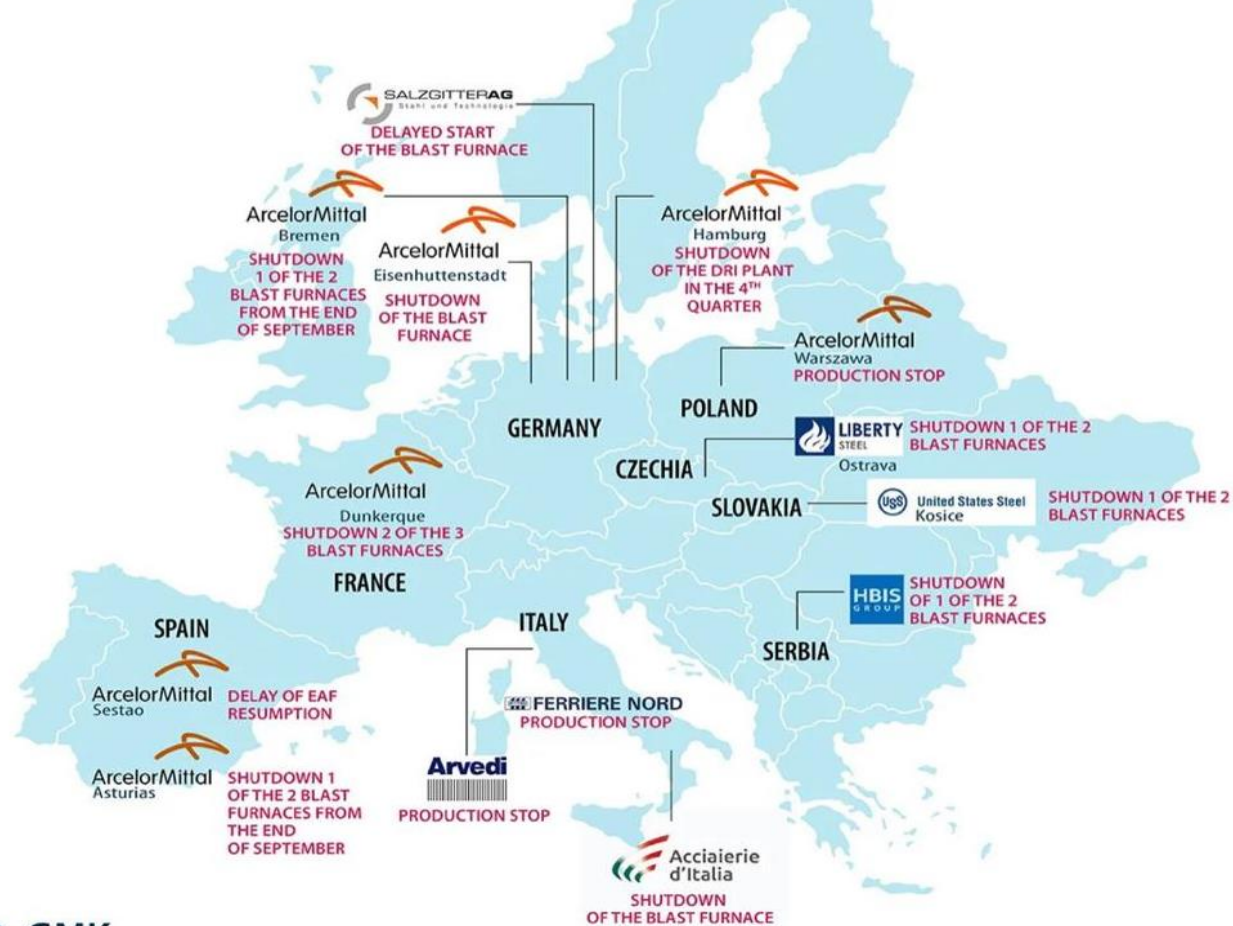 SALZGITTERAG
Stahl und Technologie
DELAYED START
OF THE BLAST FURNACE
ArcelorMittal
Bremen
SHUTDOWN
1 OF THE 2
BLAST FURNACES
FROM THE END
OF SEPTEMBER
ArcelorMittal
Eisenhuttenstadt
SHUTDOWN
OF THE BLAST
FURNACE
ArcelorMittal
Hamburg
SHUTDOWN
OF THE DRI PLANT
IN THE 4TH
QUARTER
ArcelorMittal
Warszawa
PRODUCTION STOP
POLAND
GERMANY
LIBERTY
STEEL
Ostrava
SHUTDOWN 1 OF THE 2
BLAST FURNACES
CZECHIA
SLOVAKIA
USS
United States Steel
Kosice
SHUTDOWN 1 OF THE 2
BLAST FURNACES
ArcelorMittal
Dunkerque
SHUTDOWN 2 OF THE 3
BLAST FURNACES
FRANCE
HBIS
GROUP
SHUTDOWN
OF 1 OF THE 2
BLAST FURNACES
SERBIA
SPAIN
ArcelorMittal
Sestao
DELAY OF EAF
RESUMPTION
ArcelorMittal
Asturias
SHUTDOWN 1
OF THE 2 BLAST
FURNACES FROM
THE END
OF SEPTEMBER
ITALY
FERRIERE NORD
PRODUCTION STOP
Arvedi
PRODUCTION STOP
Acciaierie
d'Italia
SHUTDOWN
OF THE BLAST FURNACE